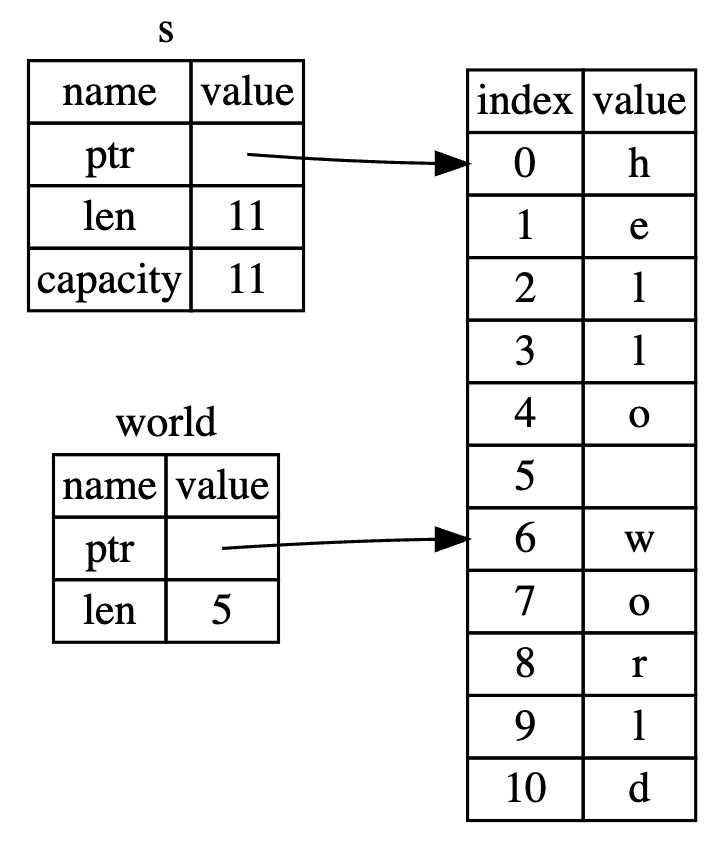 s
name value
ptr
len 11
capacity 11
world
name value
ptr
len 5
index value
0 h
1 e
2 l
3 l
4 o
5
6 w
7 o
8 r
9 l
10 d